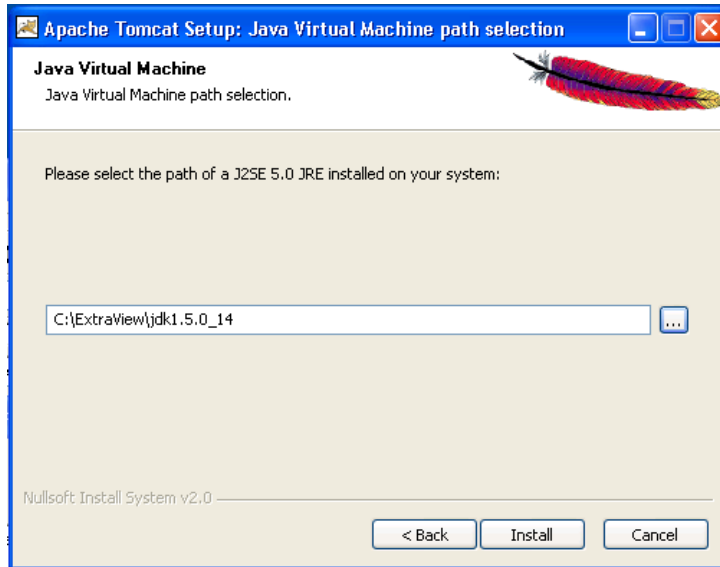 Apache Tomcat Setup: Java Virtual Machine path selection
Java Virtual Machine
Java Virtual Machine path selection.
Please select the path of a J2SE 5.0 JRE installed on your system:
C:\ExtraView\jdk1.5.0_14
...
Nullsoft Install System v2.0
< Back
Install
Cancel